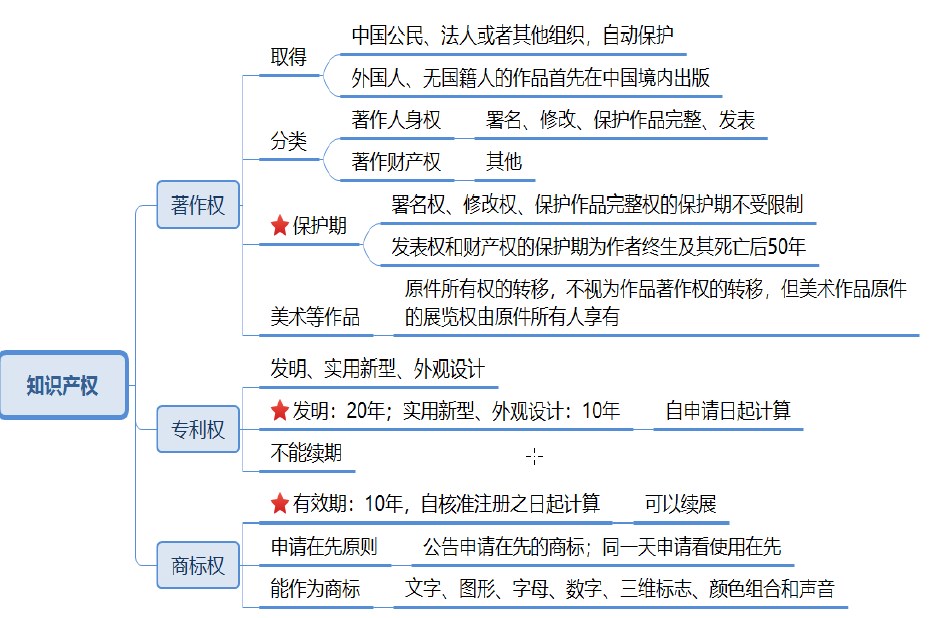 知识产权
著作权
取得
中国公民、法人或者其他组织，自动保护
外国人、无国籍人的作品首先在中国境内出版
分类
著作人身权
署名、修改、保护作品完整、发表
著作财产权
其他
保护期
署名权、修改权、保护作品完整权的保护期不受限制
发表权和财产权的保护期为作者终生及其死亡后50年
美术等作品
原件所有权的转移，不视为作品著作权的转移，但美术作品原件
的展览权由原件所有人享有
专利权
发明、实用新型、外观设计
发明：20年；实用新型、外观设计：10年
自申请日起计算
不能续期
商标权
有效期：10年，自核准注册之日起计算
可以续展
申请在先原则
公告申请在先的商标；同一天申请看使用在先
能作为商标
文字、图形、字母、数字、三维标志、颜色组合和声音